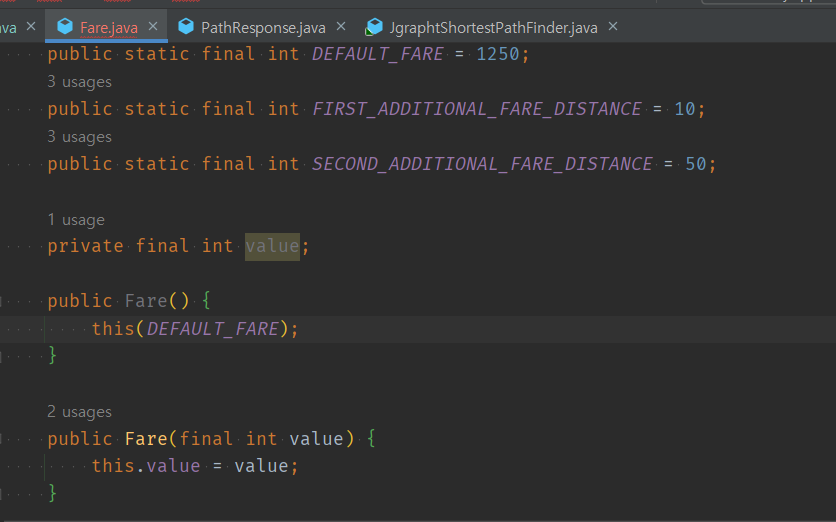 ava × Fare.java × PathResponse.java × JgraphtShortestPathFinder.java ×
public static final int DEFAULT_FARE = 1250;
3 usages
public static final int FIRST_ADDITIONAL_FARE_DISTANCE = 10;
3 usages
public static final int SECOND_ADDITIONAL_FARE_DISTANCE = 50;
1 usage
private final int value;
public Fare() {
this(DEFAULT_FARE);
}
2 usages
public Fare(final int value) {
this.value = value;
}